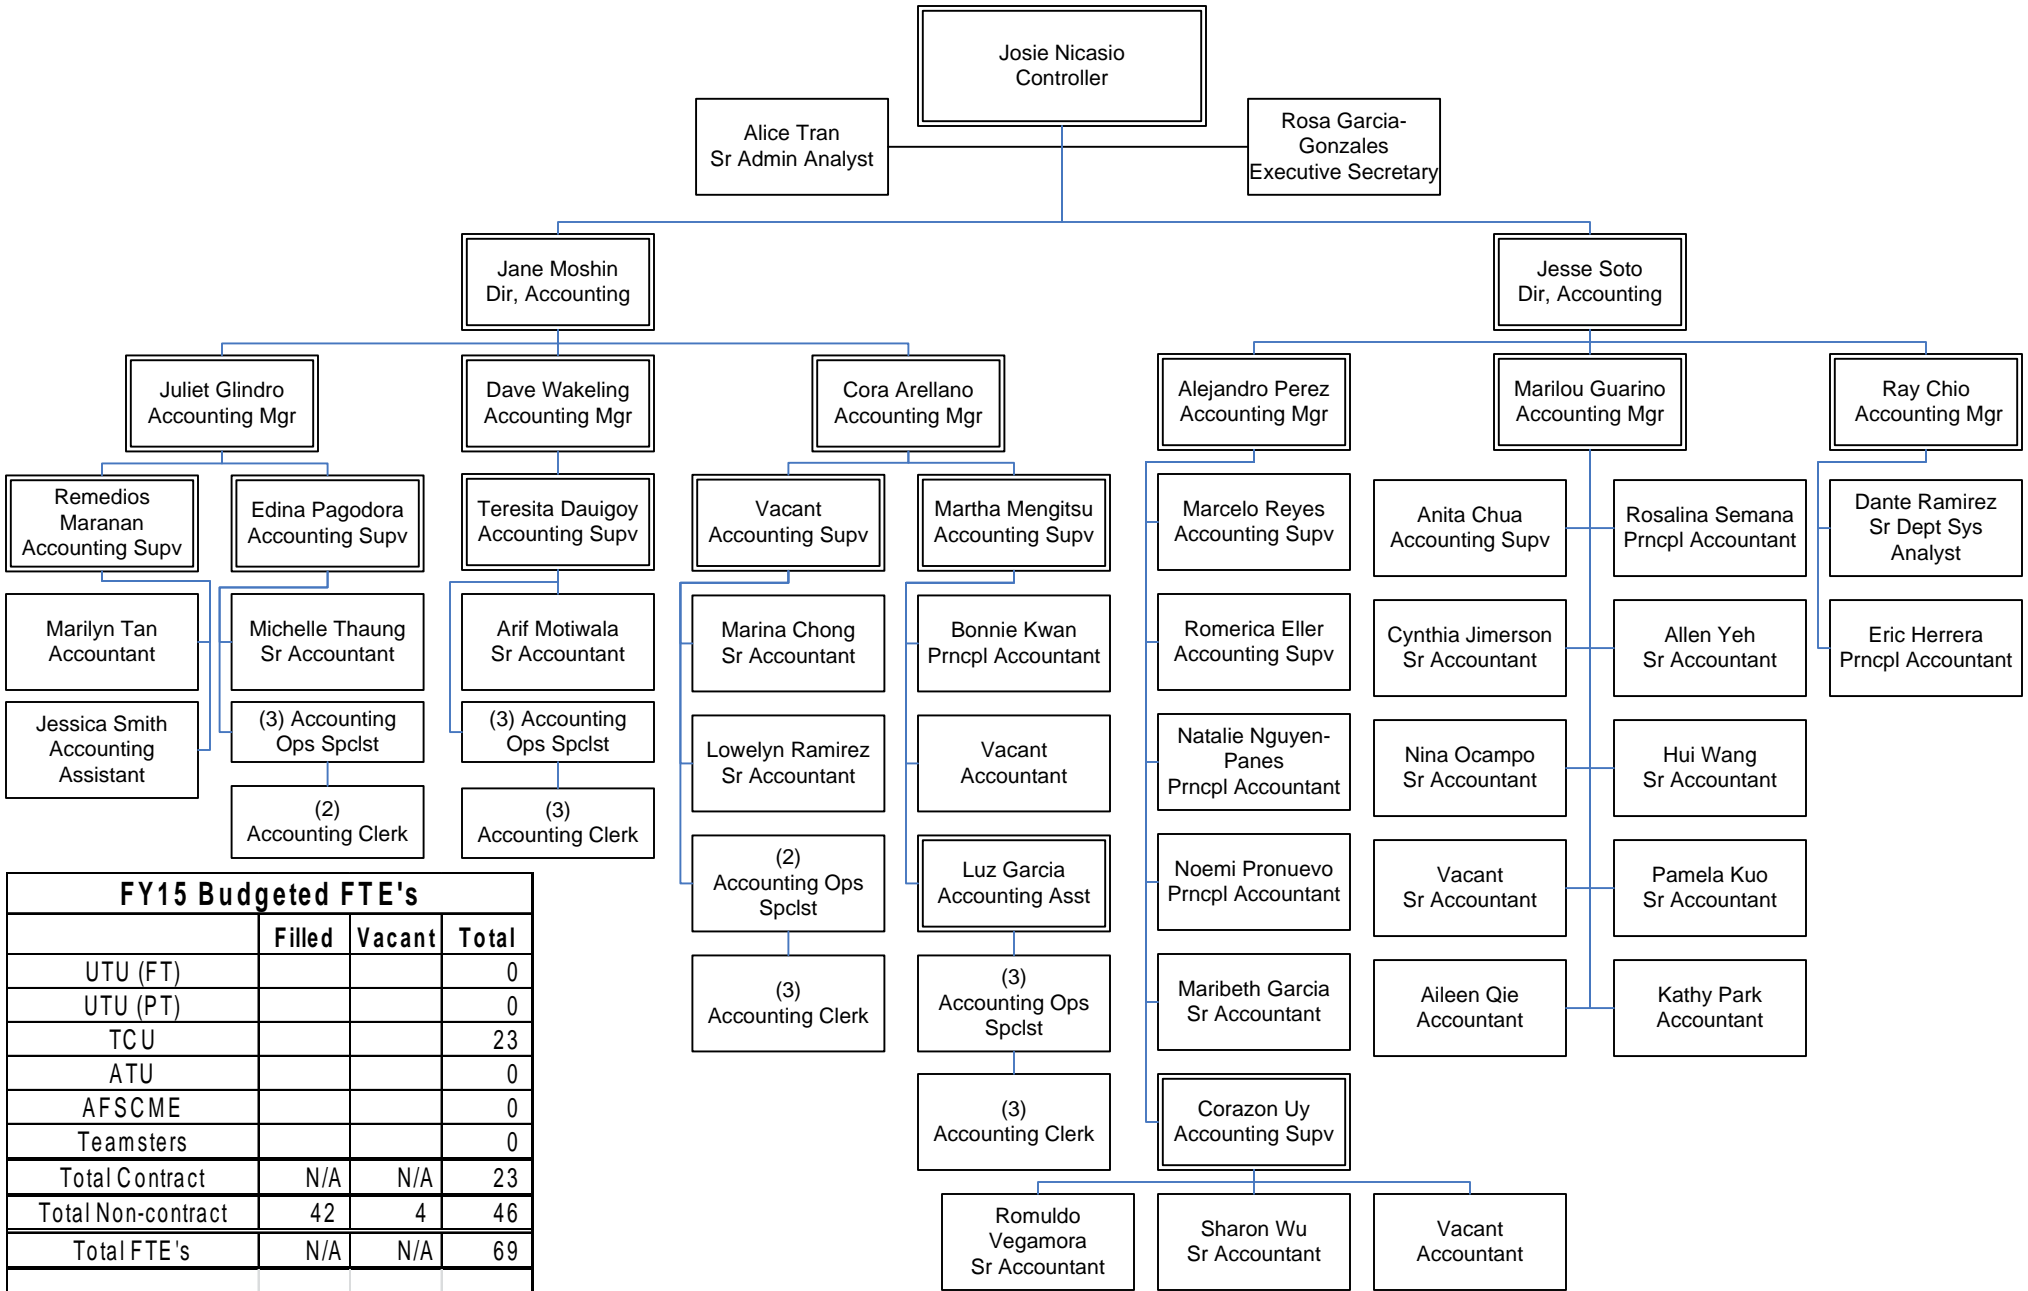 Josie Nicasio
Controller
Alice Tran
Sr Admin Analyst
Rosa Garcia-
Gonzales
Executive Secretary
Jane Moshin
Dir, Accounting
Jesse Soto
Dir, Accounting
Juliet Glindro
Accounting Mgr
Dave Wakeling
Accounting Mgr
Cora Arellano
Accounting Mgr
Alejandro Perez
Accounting Mgr
Marilou Guarino
Accounting Mgr
Ray Chio
Accounting Mgr
Remedios
Maranan
Accounting Supv
Edina Pagodora
Accounting Supv
Teresita Dauigoy
Accounting Supv
Vacant
Accounting Supv
Martha Mengitsu
Accounting Supv
Marcelo Reyes
Accounting Supv
Anita Chua
Accounting Supv
Rosalina Semana
Prncpl Accountant
Dante Ramirez
Sr Dept Sys
Analyst
Marilyn Tan
Accountant
Michelle Thaung
Sr Accountant
Arif Motiwala
Sr Accountant
Marina Chong
Sr Accountant
Bonnie Kwan
Prncpl Accountant
Romerica Eller
Accounting Supv
Cynthia Jimerson
Sr Accountant
Allen Yeh
Sr Accountant
Eric Herrera
Prncpl Accountant
Jessica Smith
Accounting
Assistant
(3) Accounting
Ops Spclst
(3) Accounting
Ops Spclst
Lowelyn Ramirez
Sr Accountant
Vacant
Accountant
Natalie Nguyen-
Panes
Prncpl Accountant
Nina Ocampo
Sr Accountant
Hui Wang
Sr Accountant
(2)
Accounting Clerk
(3)
Accounting Clerk
(2)
Accounting Ops
Spclst
Luz Garcia
Accounting Asst
Noemi Pronuevo
Prncpl Accountant
Vacant
Sr Accountant
Pamela Kuo
Sr Accountant
(3)
Accounting Clerk
(3)
Accounting Ops
Spclst
Maribeth Garcia
Sr Accountant
Aileen Qie
Accountant
Kathy Park
Accountant
(3)
Accounting Clerk
Corazon Uy
Accounting Supv
Romuldo
Vegamora
Sr Accountant
Sharon Wu
Sr Accountant
Vacant
Accountant
FY15 Budgeted FTE's
Filled Vacant Total
UTU (FT) 0
UTU (PT) 0
TCU 23
ATU 0
AFSCME 0
Teamsters 0
Total Contract N/A N/A 23
Total Non-contract 42 4 46
Total FTE's N/A N/A 69